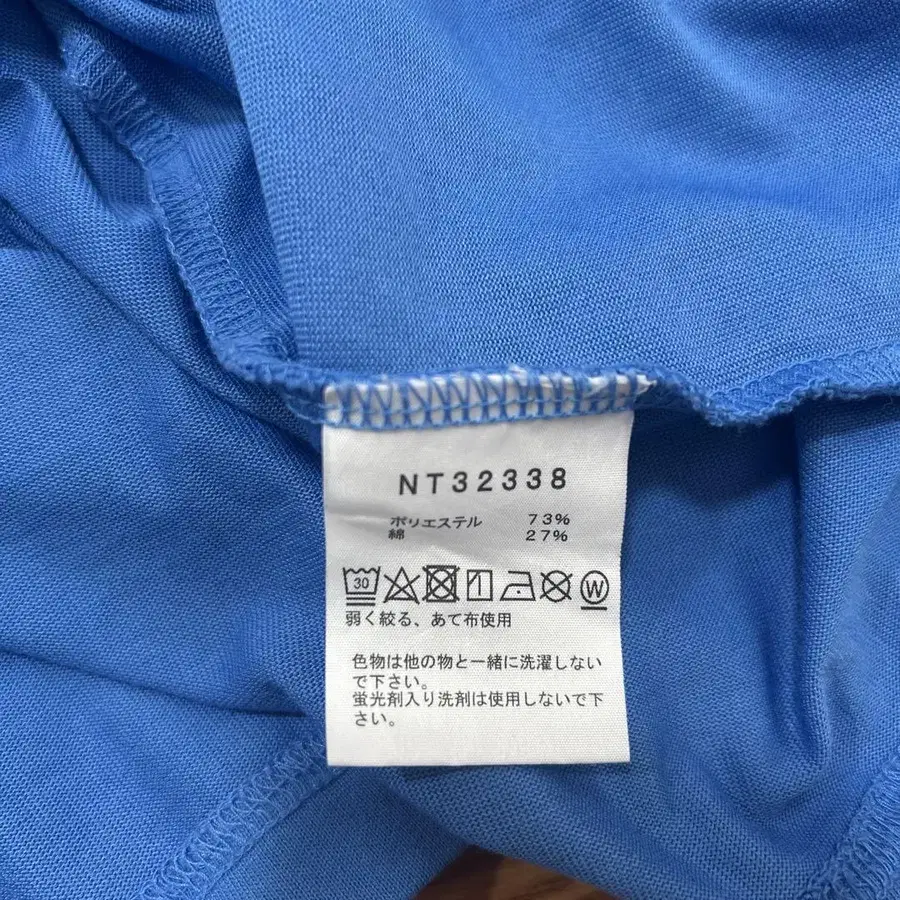 NT32338
ポリエステル 73%
綿 27%
30 W
弱く絞る、あて布使用
色物は他の物と一緒に洗濯しない
で下さい。
蛍光剤入り洗剤は使用しないで下
さい。